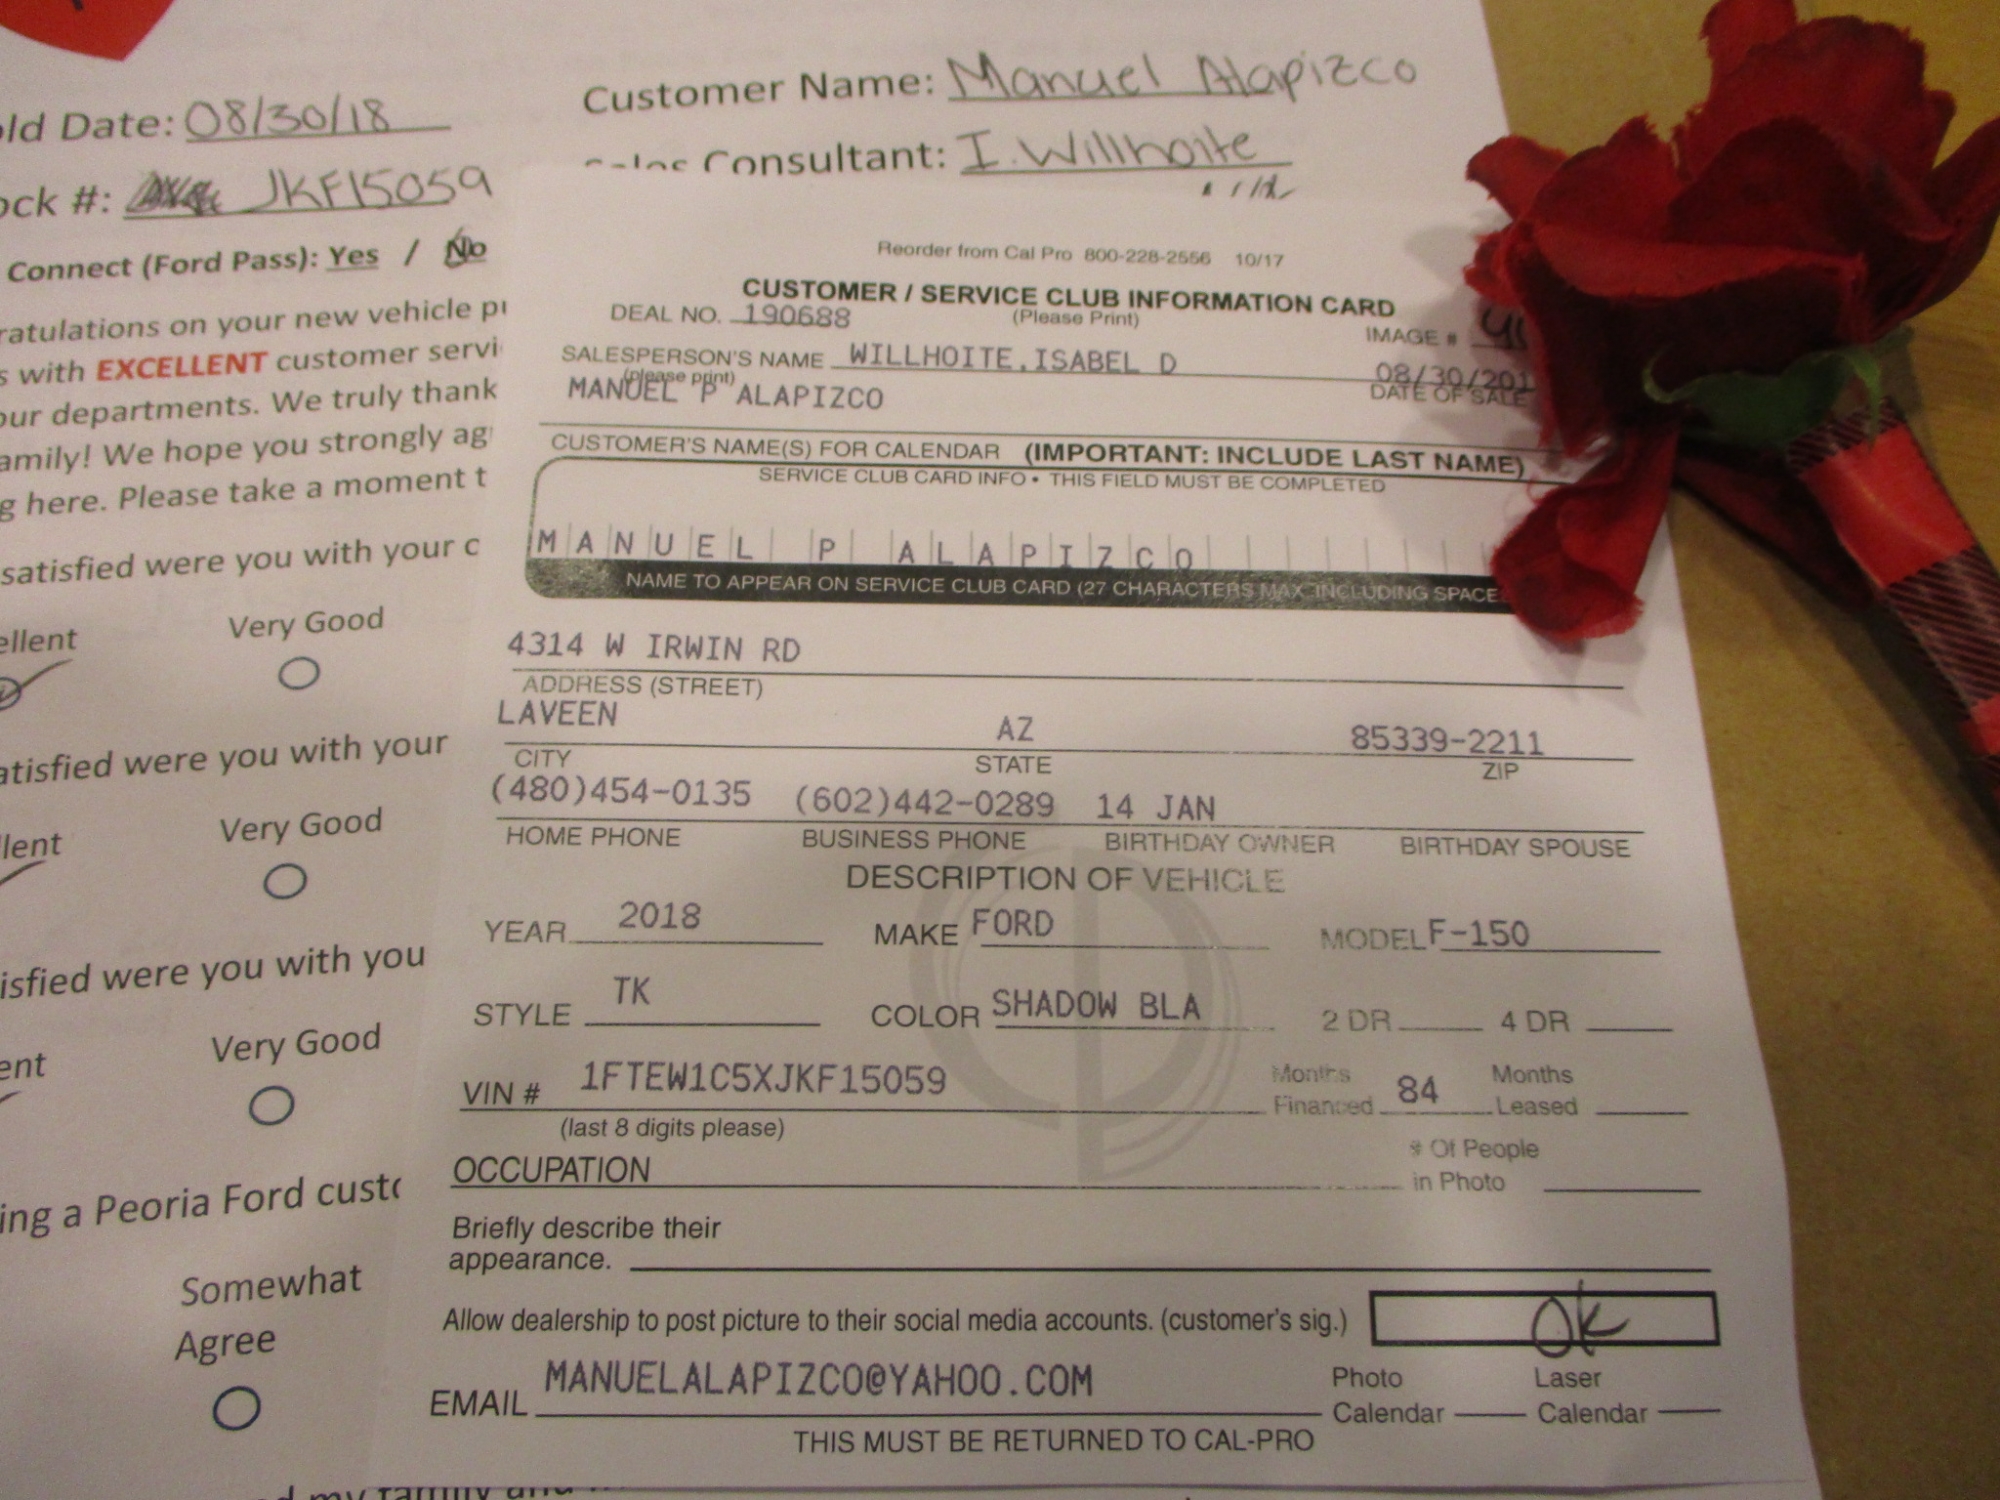 old Date: 08/30/18
Customer Name: Manuel Alapizco
Consultant: I. Willhoite
ock #: JKF15059
Connect (Ford Pass): Yes / No
ratulations on your new vehicle
s with EXCELLENT customer servi
our departments. We truly thank
amily! We hope you strongly ag
g here. Please take a moment t
satisfied were you with your c
ellent Very Good
atisfied were you with your
llent Very Good
isfied were you with you
ent Very Good
ing a Peoria Ford custo
Somewhat
Agree
Reorder from Cal Pro 800-228-2556 10/17
CUSTOMER / SERVICE CLUB INFORMATION CARD
DEAL NO. 190688 (Please Print) IMAGE #
SALESPERSON'S NAME WILLHOITE,ISABEL D 08/30/201
(please print) DATE OF SALE
MANUEL P ALAPIZCO
CUSTOMER'S NAME(S) FOR CALENDAR (IMPORTANT: INCLUDE LAST NAME)
SERVICE CLUB CARD INFO • THIS FIELD MUST BE COMPLETED
MANUEL P ALAPIZCO
NAME TO APPEAR ON SERVICE CLUB CARD (27 CHARACTERS MAX INCLUDING SPACE
4314 W IRWIN RD
ADDRESS (STREET)
LAVEEN AZ 85339-2211
CITY STATE ZIP
(480)454-0135 (602)442-0289 14 JAN
HOME PHONE BUSINESS PHONE BIRTHDAY OWNER BIRTHDAY SPOUSE
DESCRIPTION OF VEHICLE
YEAR 2018 MAKE FORD MODEL F-150
STYLE TK COLOR SHADOW BLA 2 DR 4 DR
VIN # 1FTEW1C5XJKF15059 Months Financed 84 Months Leased
(last 8 digits please)
OCCUPATION # Of People in Photo
Briefly describe their
appearance.
Allow dealership to post picture to their social media accounts. (customer's sig.) OK
EMAIL MANUELALAPIZCO@YAHOO.COM Photo Calendar Laser Calendar
THIS MUST BE RETURNED TO CAL-PRO